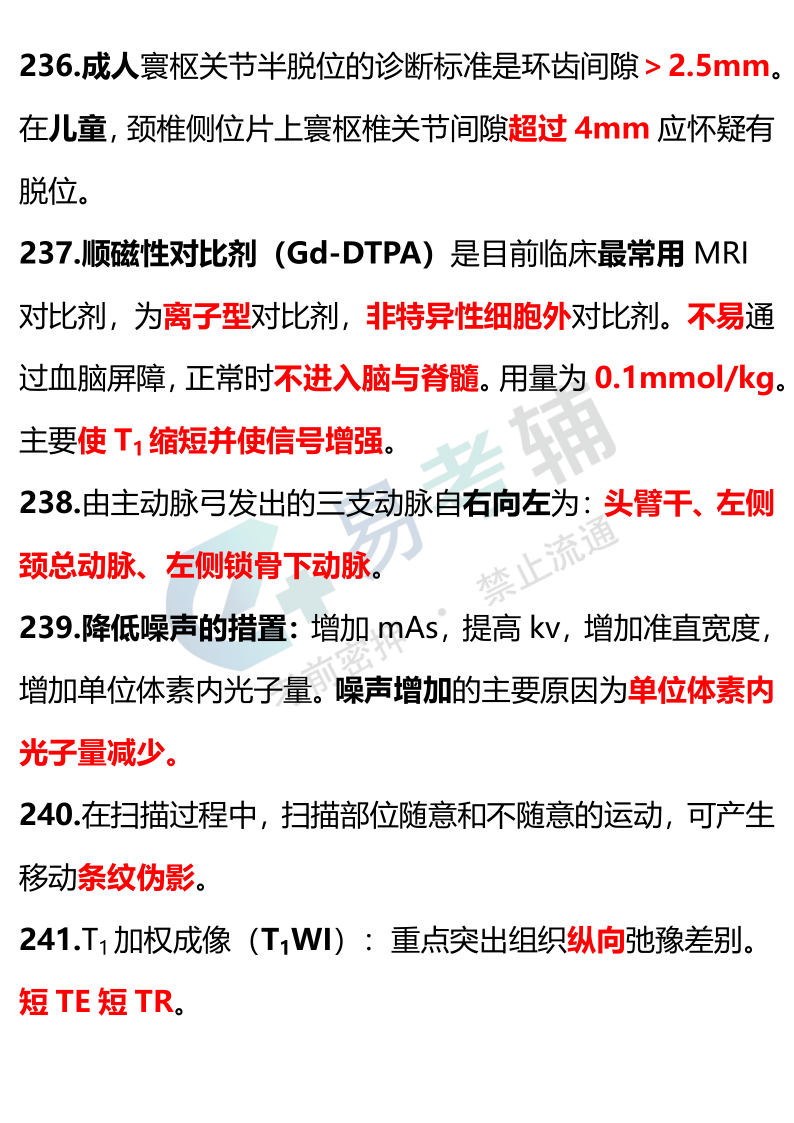 236.成人寰枢关节半脱位的诊断标准是环齿间隙＞2.5mm。
在儿童，颈椎侧位片上寰枢椎关节间隙超过 4mm 应怀疑有
脱位。
237.顺磁性对比剂（Gd-DTPA）是目前临床最常用 MRI
对比剂，为离子型对比剂，非特异性细胞外对比剂。不易通
过血脑屏障，正常时不进入脑与脊髓。用量为 0.1mmol/kg。
主要使 T₁ 缩短并使信号增强。
238.由主动脉弓发出的三支动脉自右向左为：头臂干、左侧
颈总动脉、左侧锁骨下动脉。
239.降低噪声的措置：增加 mAs，提高 kv，增加准直宽度，
增加单位体素内光子量。噪声增加的主要原因为单位体素内
光子量减少。
240.在扫描过程中，扫描部位随意和不随意的运动，可产生
移动条纹伪影。
241.T₁ 加权成像（T₁WI）：重点突出组织纵向弛豫差别。
短 TE 短 TR。
易考辅
考前密押 · 禁止流通